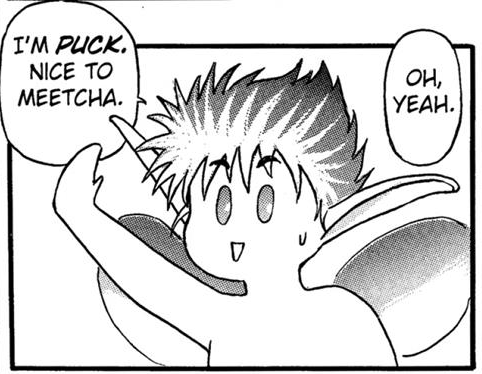 OH,
YEAH.
I'M PUCK.
NICE TO
MEETCHA.